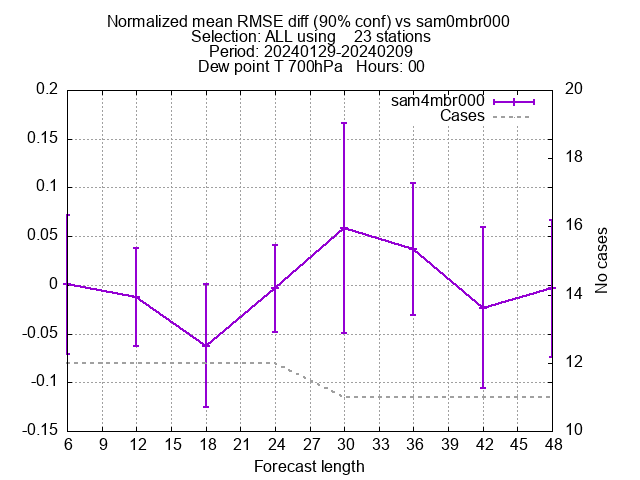 Normalized mean RMSE diff (90% conf) vs sam0mbr000
Selection: ALL using    23 stations
Period: 20240129-20240209
Dew point T 700hPa   Hours: 00
sam4mbr000
Cases
0.2
0.15
0.1
0.05
0
-0.05
-0.1
-0.15
20
18
16
14
12
10
No cases
6 9 12 15 18 21 24 27 30 33 36 39 42 45 48
Forecast length